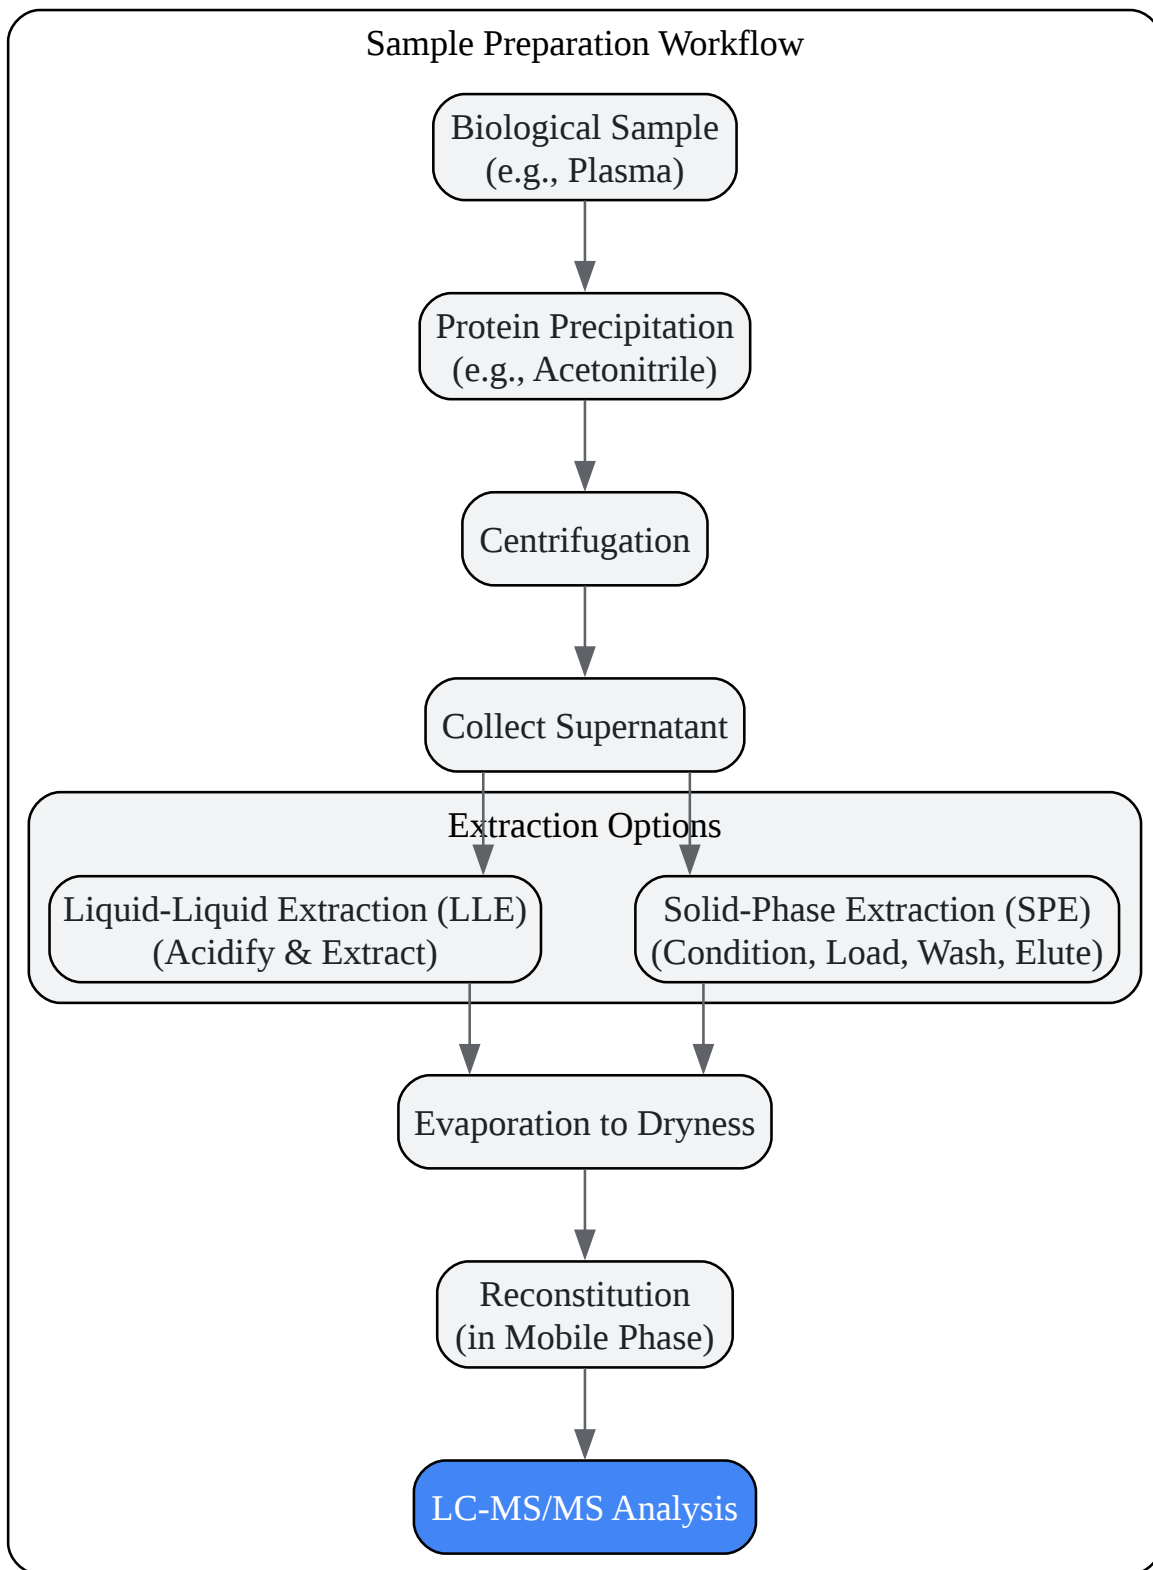 Sample Preparation Workflow
Biological Sample
(e.g., Plasma)
Protein Precipitation
(e.g., Acetonitrile)
Centrifugation
Collect Supernatant
Extraction Options
Liquid-Liquid Extraction (LLE)
(Acidify & Extract)
Solid-Phase Extraction (SPE)
(Condition, Load, Wash, Elute)
Evaporation to Dryness
Reconstitution
(in Mobile Phase)
LC-MS/MS Analysis